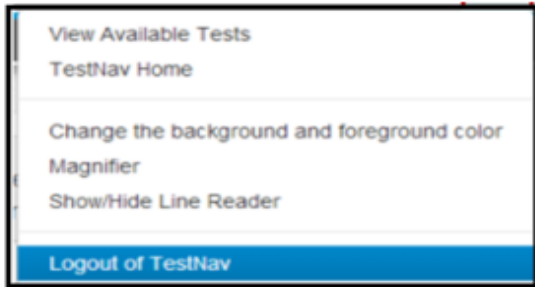 View Available Tests
TestNav Home
Change the background and foreground color
Magnifier
Show/Hide Line Reader
Logout of TestNav